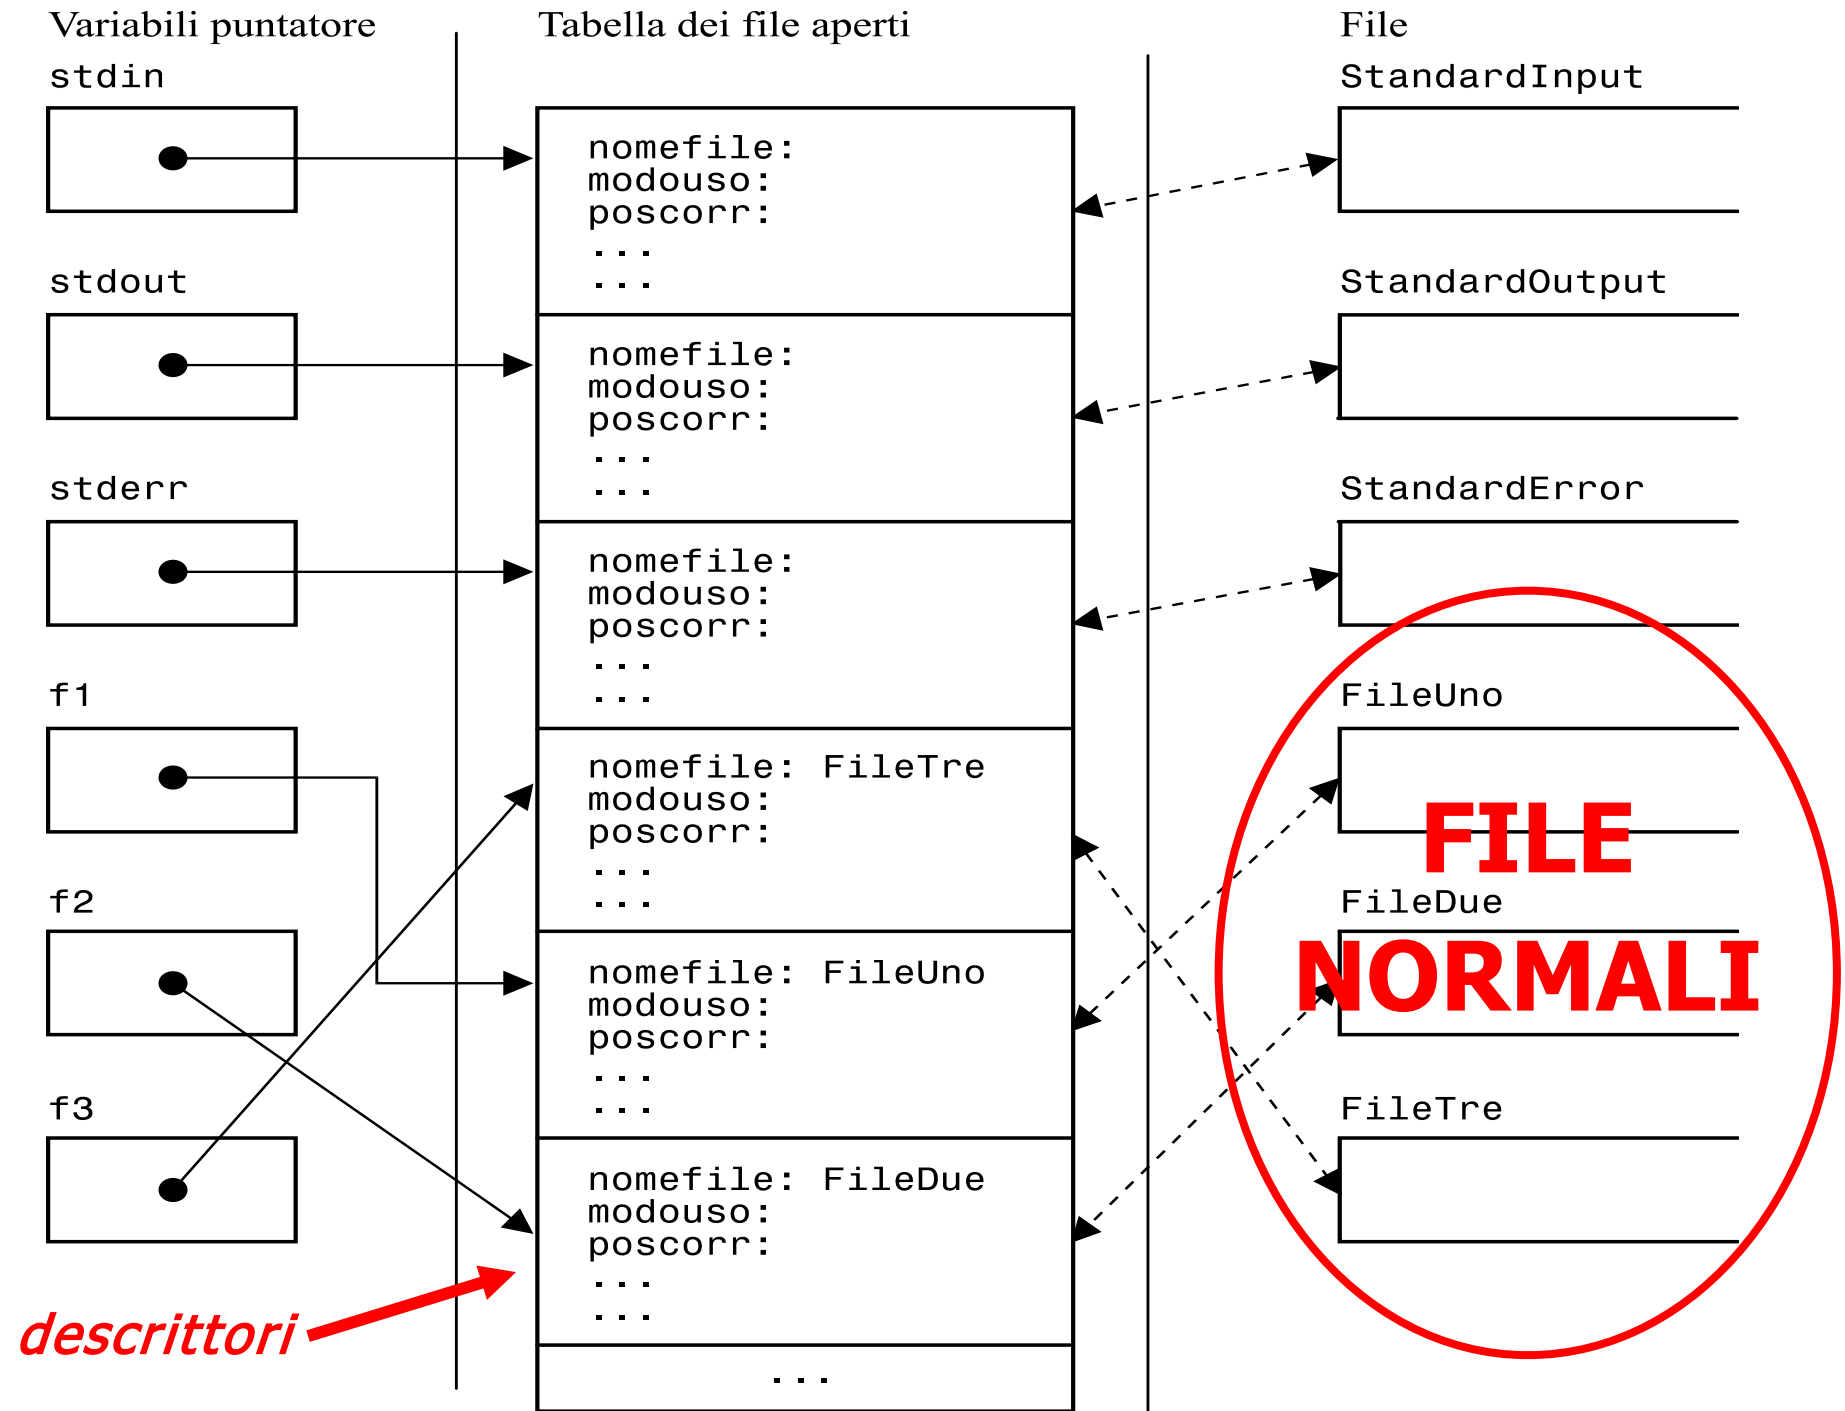 Variabili puntatore
stdin
stdout
stderr
f1
f2
f3
descrittori
Tabella dei file aperti
nomefile:
modouso:
poscorr:
...
...
nomefile:
modouso:
poscorr:
...
...
nomefile:
modouso:
poscorr:
...
...
nomefile: FileTre
modouso:
poscorr:
...
...
nomefile: FileUno
modouso:
poscorr:
...
...
nomefile: FileDue
modouso:
poscorr:
...
...
...
File
StandardInput
StandardOutput
StandardError
FileUno
FILE
FileDue
NORMALI
FileTre